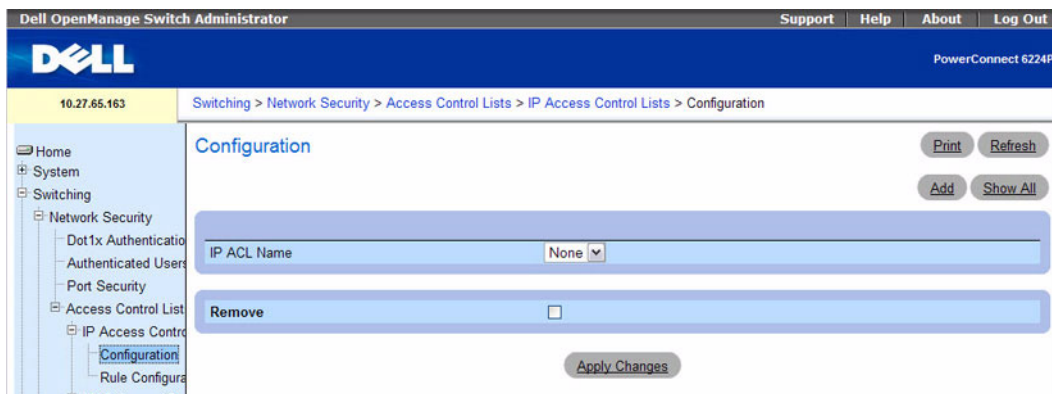 Dell OpenManage Switch Administrator
Support Help About Log Out
DELL
PowerConnect 6224P
10.27.65.163
Switching > Network Security > Access Control Lists > IP Access Control Lists > Configuration
Home
System
Switching
Network Security
Dot1x Authenticatio
Authenticated Users
Port Security
Access Control List
IP Access Contro
Configuration
Rule Configura
Configuration
Print Refresh
Add Show All
IP ACL Name None
Remove
Apply Changes